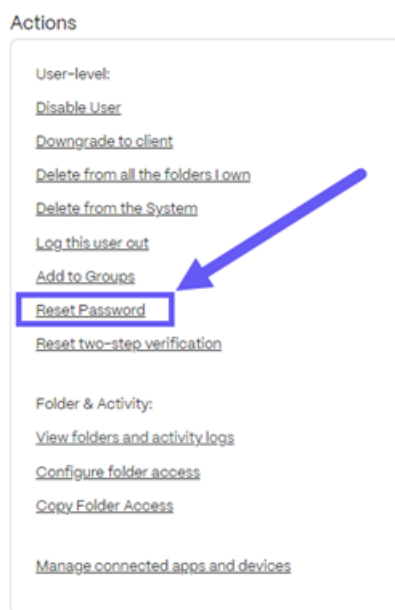 Actions
User-level:
Disable User
Downgrade to client
Delete from all the folders I own
Delete from the System
Log this user out
Add to Groups
Reset Password
Reset two-step verification
Folder & Activity:
View folders and activity logs
Configure folder access
Copy Folder Access
Manage connected apps and devices